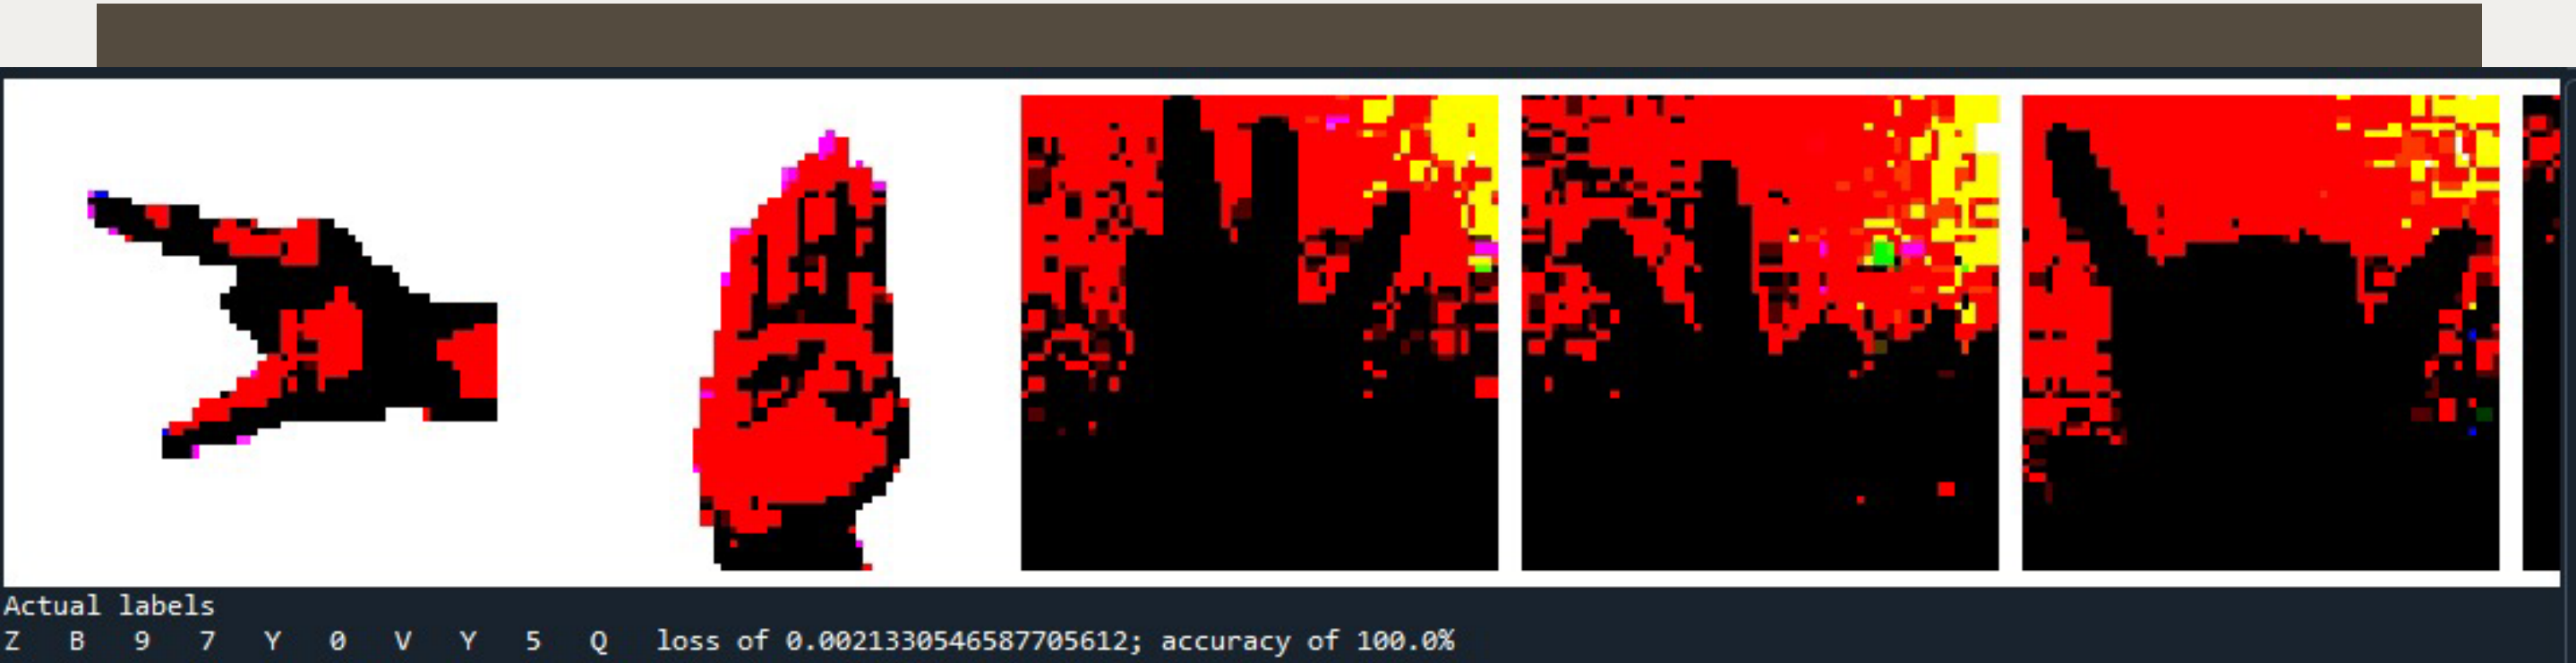 Actual labels
Z B 9 7 Y 0 V Y 5 Q loss of 0.0021330546587705612; accuracy of 100.0%